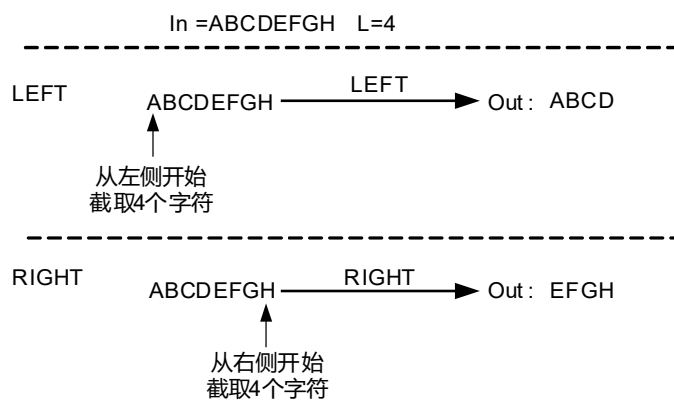 In =ABCDEFGH L=4
LEFT ABCDEFGH LEFT Out: ABCD
从左侧开始
截取4个字符
RIGHT ABCDEFGH RIGHT Out: EFGH
从右侧开始
截取4个字符